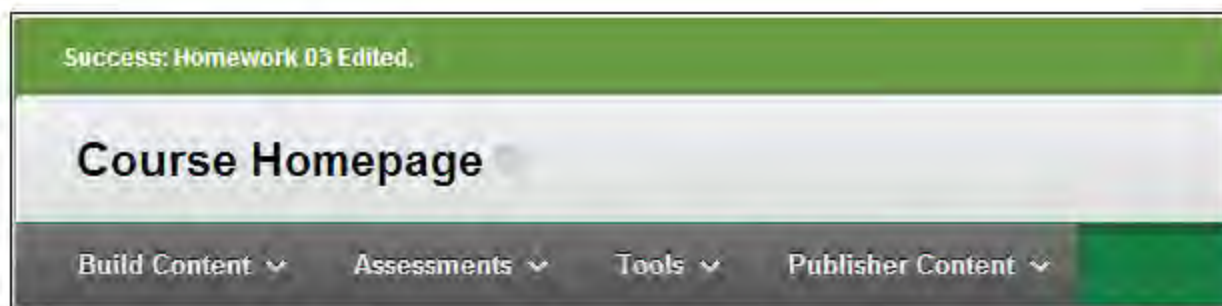 Success: Homework 03 Edited.
Course Homepage
Build Content Assessments Tools Publisher Content